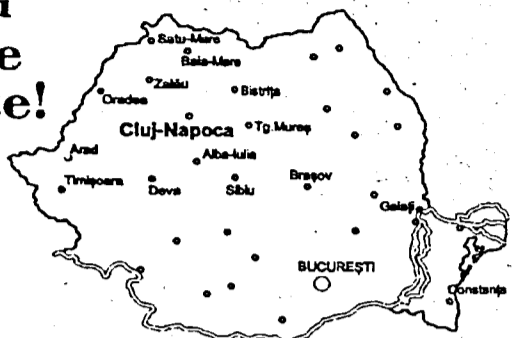 i
e
e!
Satu-Mare
Baia-Mare
Zalău
Bistrița
Oradea
Cluj-Napoca
Tg.Mureș
Arad
Alba-Iulia
Timișoara
Deva
Sibiu
Brașov
Galați
BUCUREȘTI
Constanța